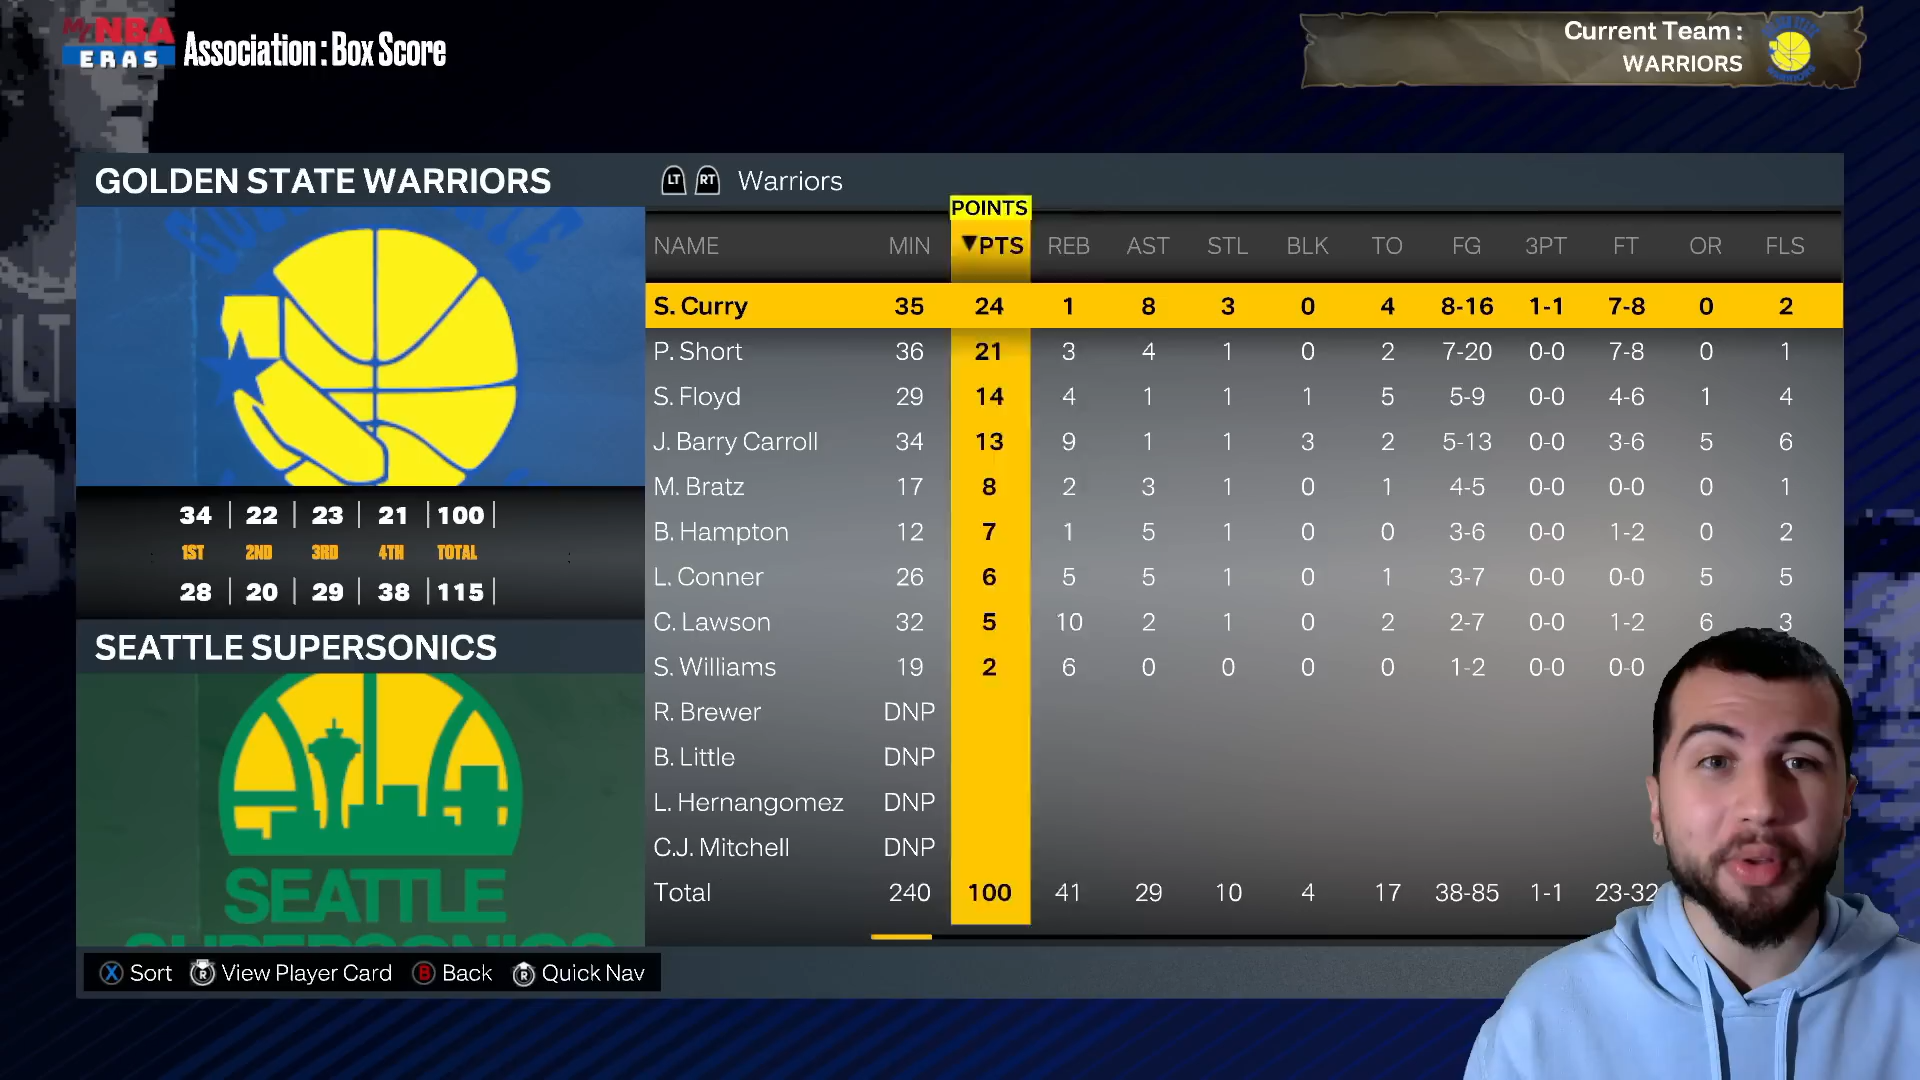 My NBA ERAS
Association : Box Score
Current Team :
WARRIORS
GOLDEN STATE WARRIORS
LT RT Warriors
POINTS
NAME MIN ▼PTS REB AST STL BLK TO FG 3PT FT OR FLS
S. Curry 35 24 1 8 3 0 4 8-16 1-1 7-8 0 2
P. Short 36 21 3 4 1 0 2 7-20 0-0 7-8 0 1
S. Floyd 29 14 4 1 1 1 5 5-9 0-0 4-6 1 4
J. Barry Carroll 34 13 9 1 1 3 2 5-13 0-0 3-6 5 6
M. Bratz 17 8 2 3 1 0 1 4-5 0-0 0-0 0 1
B. Hampton 12 7 1 5 1 0 0 3-6 0-0 1-2 0 2
L. Conner 26 6 5 5 1 0 1 3-7 0-0 0-0 5 5
C. Lawson 32 5 10 2 1 0 2 2-7 0-0 1-2 6 3
S. Williams 19 2 6 0 0 0 0 1-2 0-0 0-0
R. Brewer DNP
B. Little DNP
L. Hernangomez DNP
C.J. Mitchell DNP
Total 240 100 41 29 10 4 17 38-85 1-1 23-32
34 22 23 21 100
1ST 2ND 3RD 4TH TOTAL
28 20 29 38 115
SEATTLE SUPERSONICS
SEATTLE
SUPERSONICS
X Sort R View Player Card B Back R Quick Nav